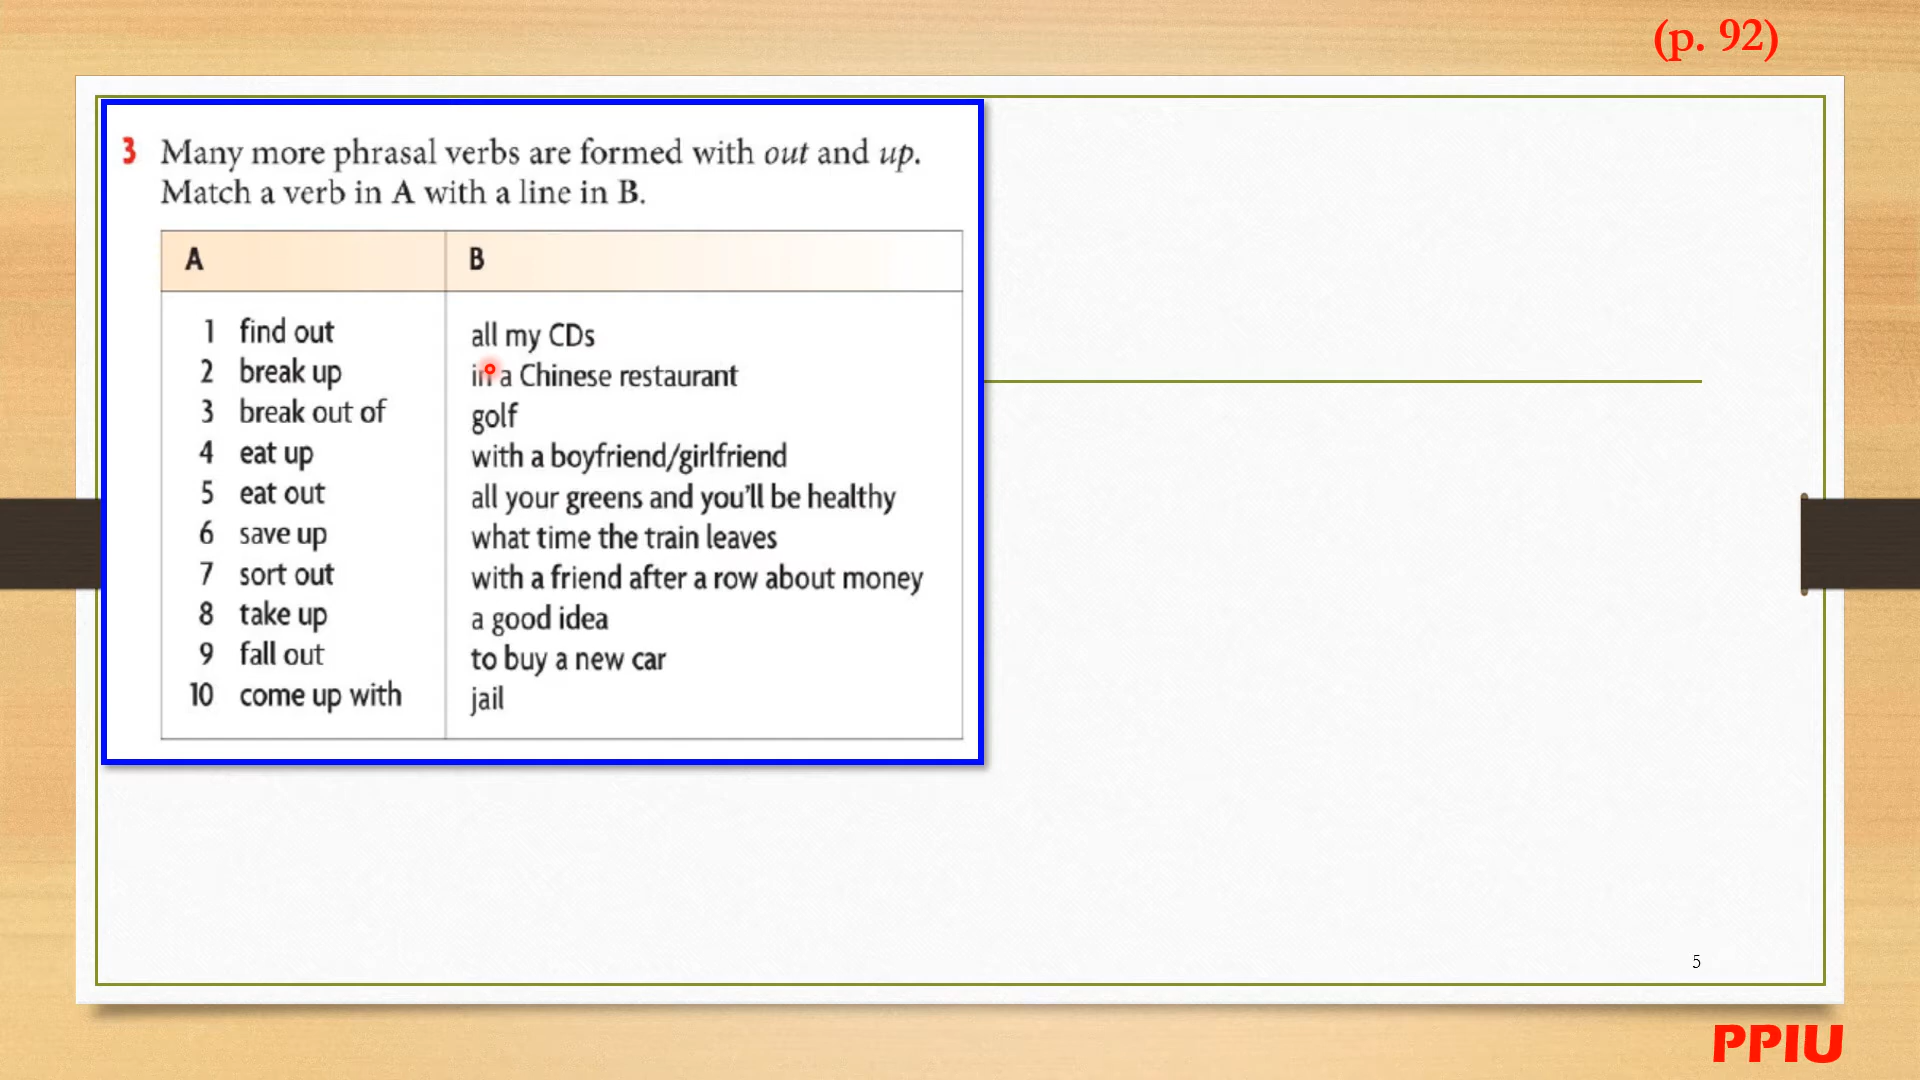 (p. 92)
3 Many more phrasal verbs are formed with out and up.
Match a verb in A with a line in B.
A B
1 find out all my CDs
2 break up in a Chinese restaurant
3 break out of golf
4 eat up with a boyfriend/girlfriend
5 eat out all your greens and you'll be healthy
6 save up what time the train leaves
7 sort out with a friend after a row about money
8 take up a good idea
9 fall out to buy a new car
10 come up with jail
5
PPIU